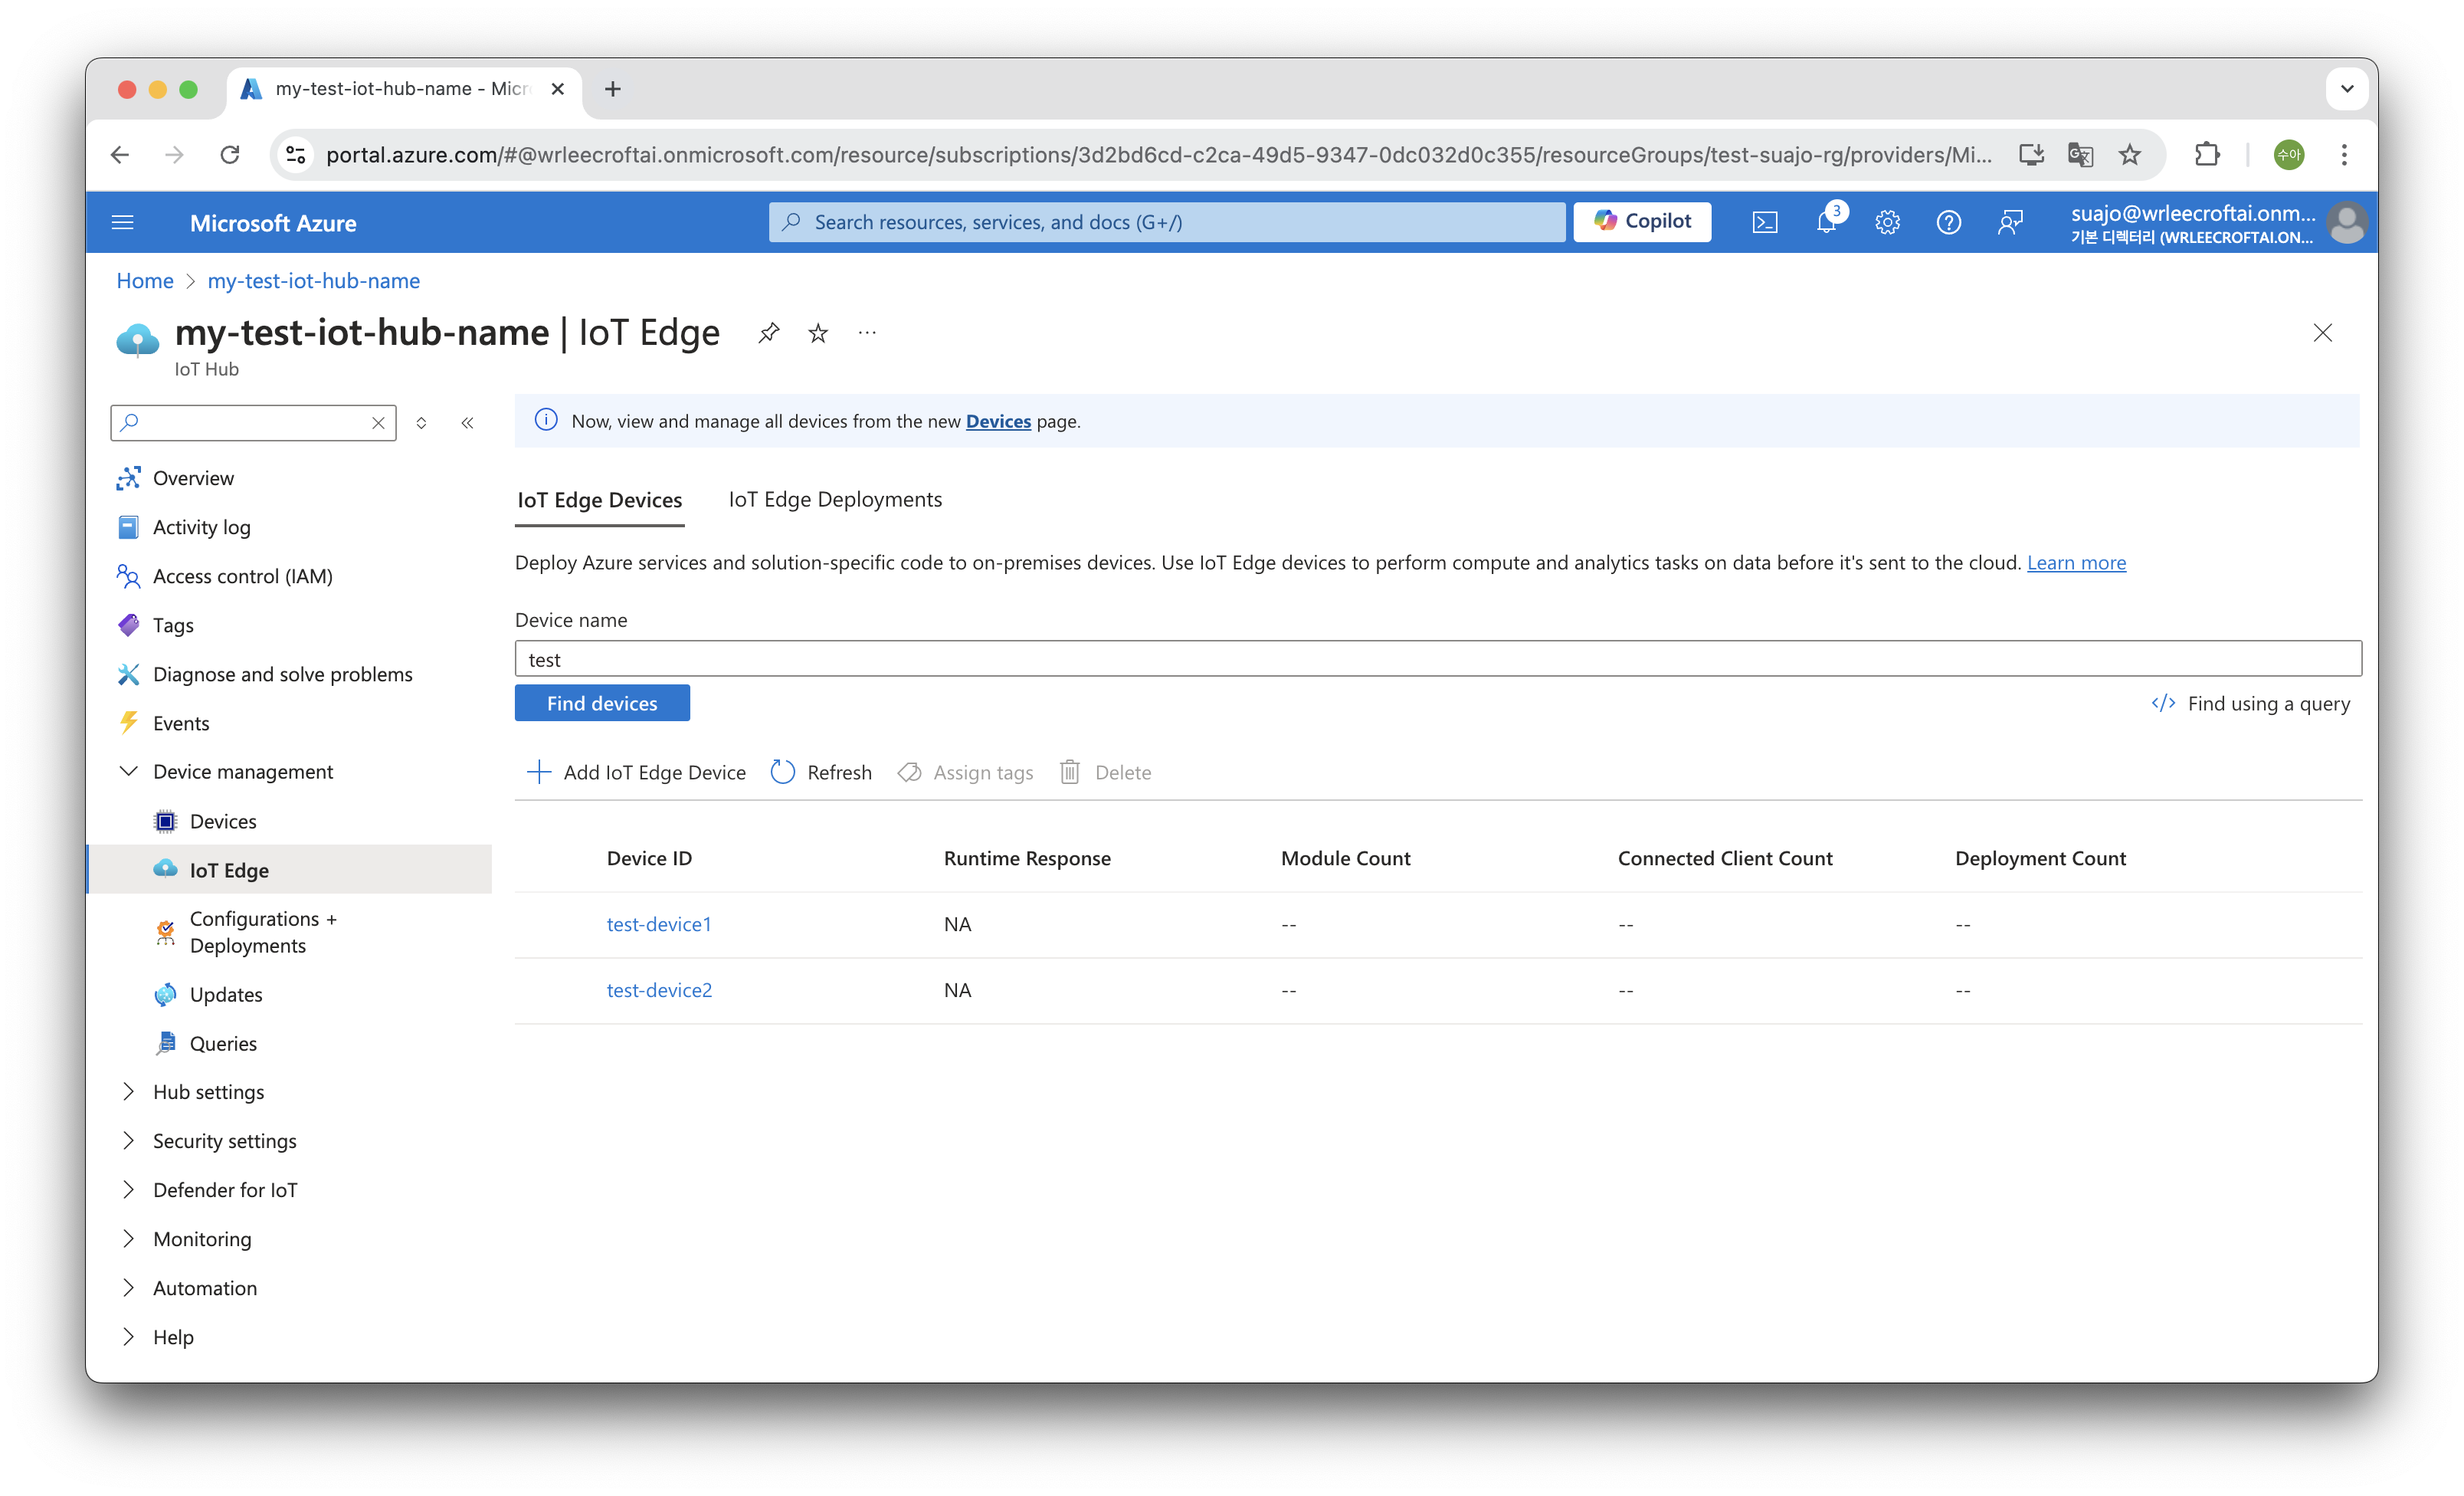 my-test-iot-hub-name - Micr
portal.azure.com/#@wrleecroftai.onmicrosoft.com/resource/subscriptions/3d2bd6cd-c2ca-49d5-9347-0dc032d0c355/resourceGroups/test-suajo-rg/providers/Mi...
수아
Microsoft Azure
Search resources, services, and docs (G+/)
Copilot
3
suajo@wrleecroftai.onm...
기본 디렉터리 (WRLEECROFTAI.ON...
Home > my-test-iot-hub-name
my-test-iot-hub-name | IoT Edge
IoT Hub
Now, view and manage all devices from the new Devices page.
Overview
Activity log
Access control (IAM)
Tags
Diagnose and solve problems
Events
Device management
Devices
IoT Edge
Configurations +
Deployments
Updates
Queries
Hub settings
Security settings
Defender for IoT
Monitoring
Automation
Help
IoT Edge Devices
IoT Edge Deployments
Deploy Azure services and solution-specific code to on-premises devices. Use IoT Edge devices to perform compute and analytics tasks on data before it's sent to the cloud. Learn more
Device name
test
Find devices
</> Find using a query
Add IoT Edge Device
Refresh
Assign tags
Delete
Device ID Runtime Response Module Count Connected Client Count Deployment Count
test-device1 NA -- -- --
test-device2 NA -- -- --